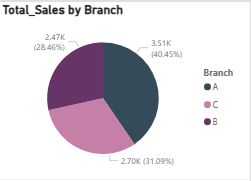 Total_Sales by Branch
2.47K
(28.46%)
3.51K
(40.45%)
2.70K (31.09%)
Branch
A
C
B